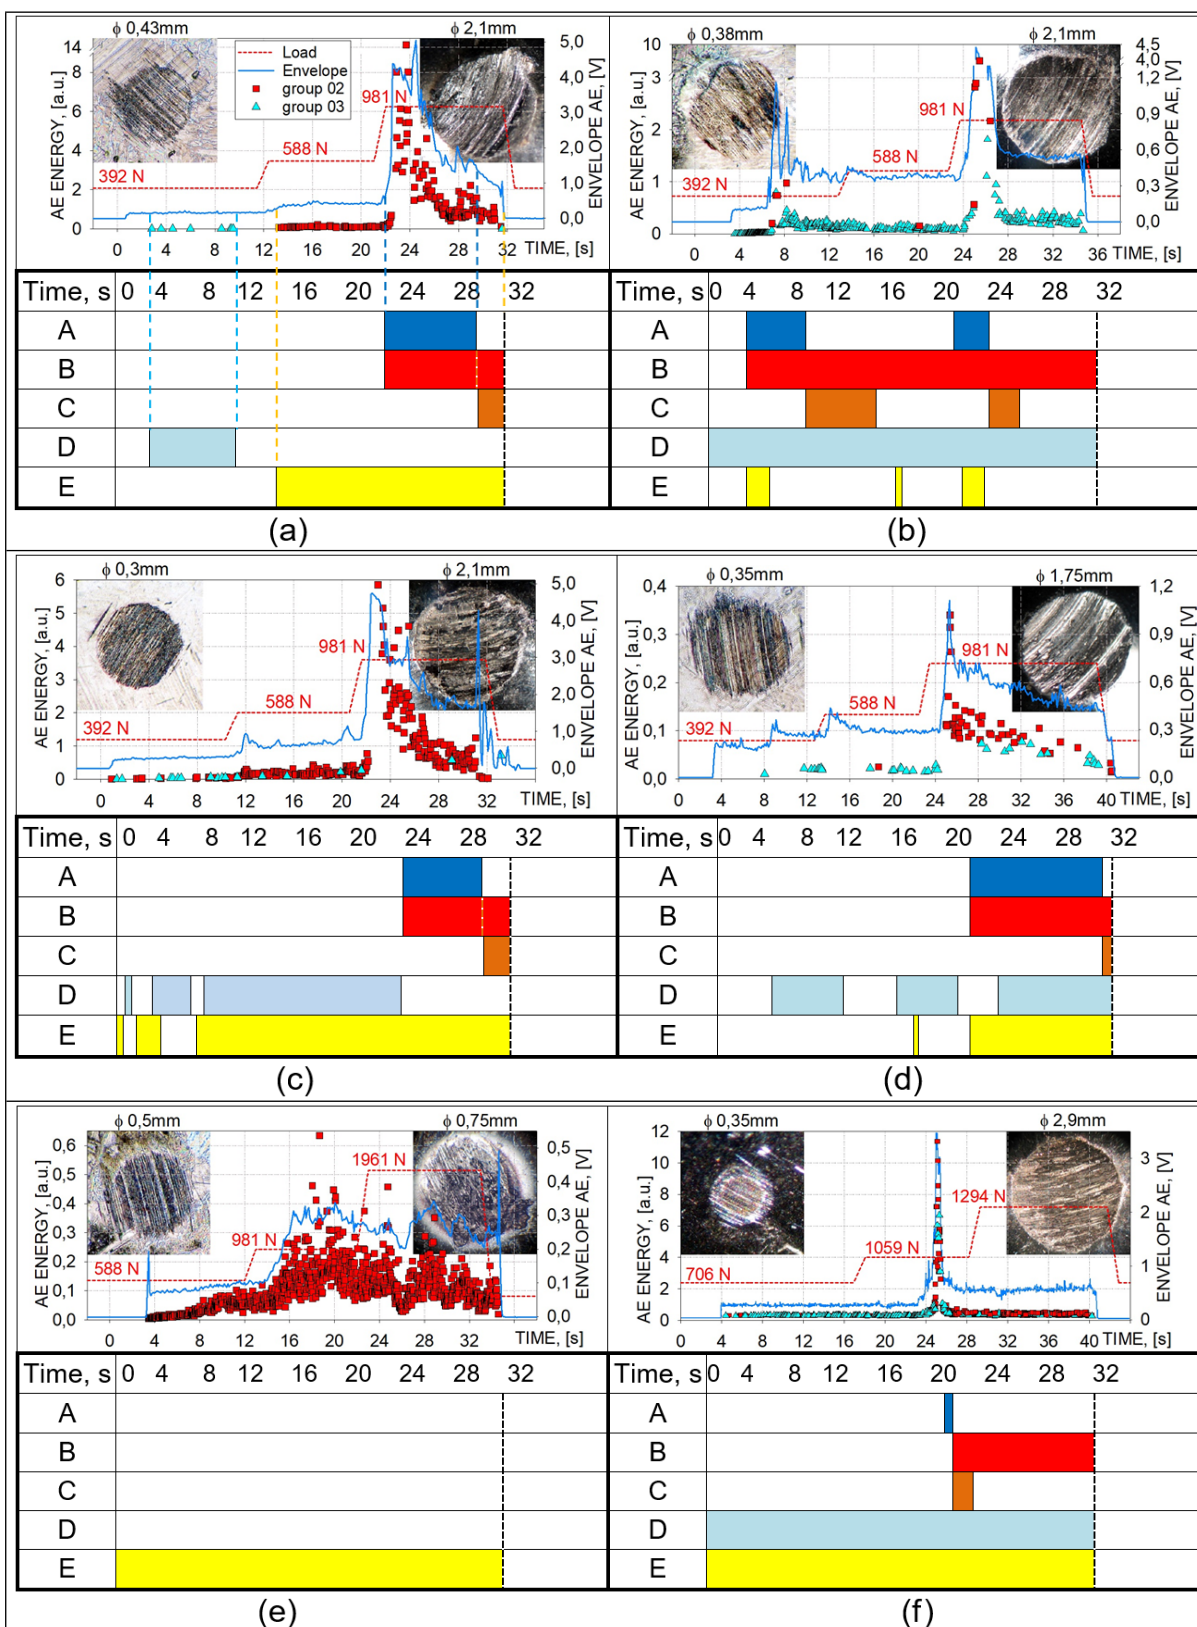 ϕ 0,43mm ϕ 2,1mm
Load
Envelope
group 02
group 03
392 N 588 N 981 N
AE ENERGY, [a.u.]
14 8 6 4 2 0
ENVELOPE AE, [V]
5,0 4,0 3,0 2,0 1,0 0,0
0 4 8 12 16 20 24 28 32 TIME, [s]
Time, s 0 4 8 12 16 20 24 28 32
A
B
C
D
E
(a)
ϕ 0,38mm ϕ 2,1mm
392 N 588 N 981 N
AE ENERGY, [a.u.]
10 3 2 1 0
ENVELOPE AE, [V]
4,5 4,0 1,2 0,9 0,6 0,3 0,0
0 4 8 12 16 20 24 28 32 36 TIME, [s]
Time, s 0 4 8 12 16 20 24 28 32
A
B
C
D
E
(b)
ϕ 0,3mm ϕ 2,1mm
392 N 588 N 981 N
AE ENERGY, [a.u.]
6 5 4 3 2 1 0
ENVELOPE AE, [V]
5,0 4,0 3,0 2,0 1,0 0,0
0 4 8 12 16 20 24 28 32 TIME, [s]
Time, s 0 4 8 12 16 20 24 28 32
A
B
C
D
E
(c)
ϕ 0,35mm ϕ 1,75mm
392 N 588 N 981 N
AE ENERGY, [a.u.]
0,4 0,3 0,2 0,1 0,0
ENVELOPE AE, [V]
1,2 0,9 0,6 0,3 0,0
0 4 8 12 16 20 24 28 32 36 40 TIME, [s]
Time, s 0 4 8 12 16 20 24 28 32
A
B
C
D
E
(d)
ϕ 0,5mm ϕ 0,75mm
588 N 981 N 1961 N
AE ENERGY, [a.u.]
0,6 0,5 0,4 0,3 0,2 0,1 0,0
ENVELOPE AE, [V]
0,5 0,4 0,3 0,2 0,1 0,0
0 4 8 12 16 20 24 28 32 TIME, [s]
Time, s 0 4 8 12 16 20 24 28 32
A
B
C
D
E
(e)
ϕ 0,35mm ϕ 2,9mm
706 N 1059 N 1294 N
AE ENERGY, [a.u.]
12 10 8 6 4 2 0
ENVELOPE AE, [V]
3 2 1 0
0 4 8 12 16 20 24 28 32 36 40 TIME, [s]
Time, s 0 4 8 12 16 20 24 28 32
A
B
C
D
E
(f)